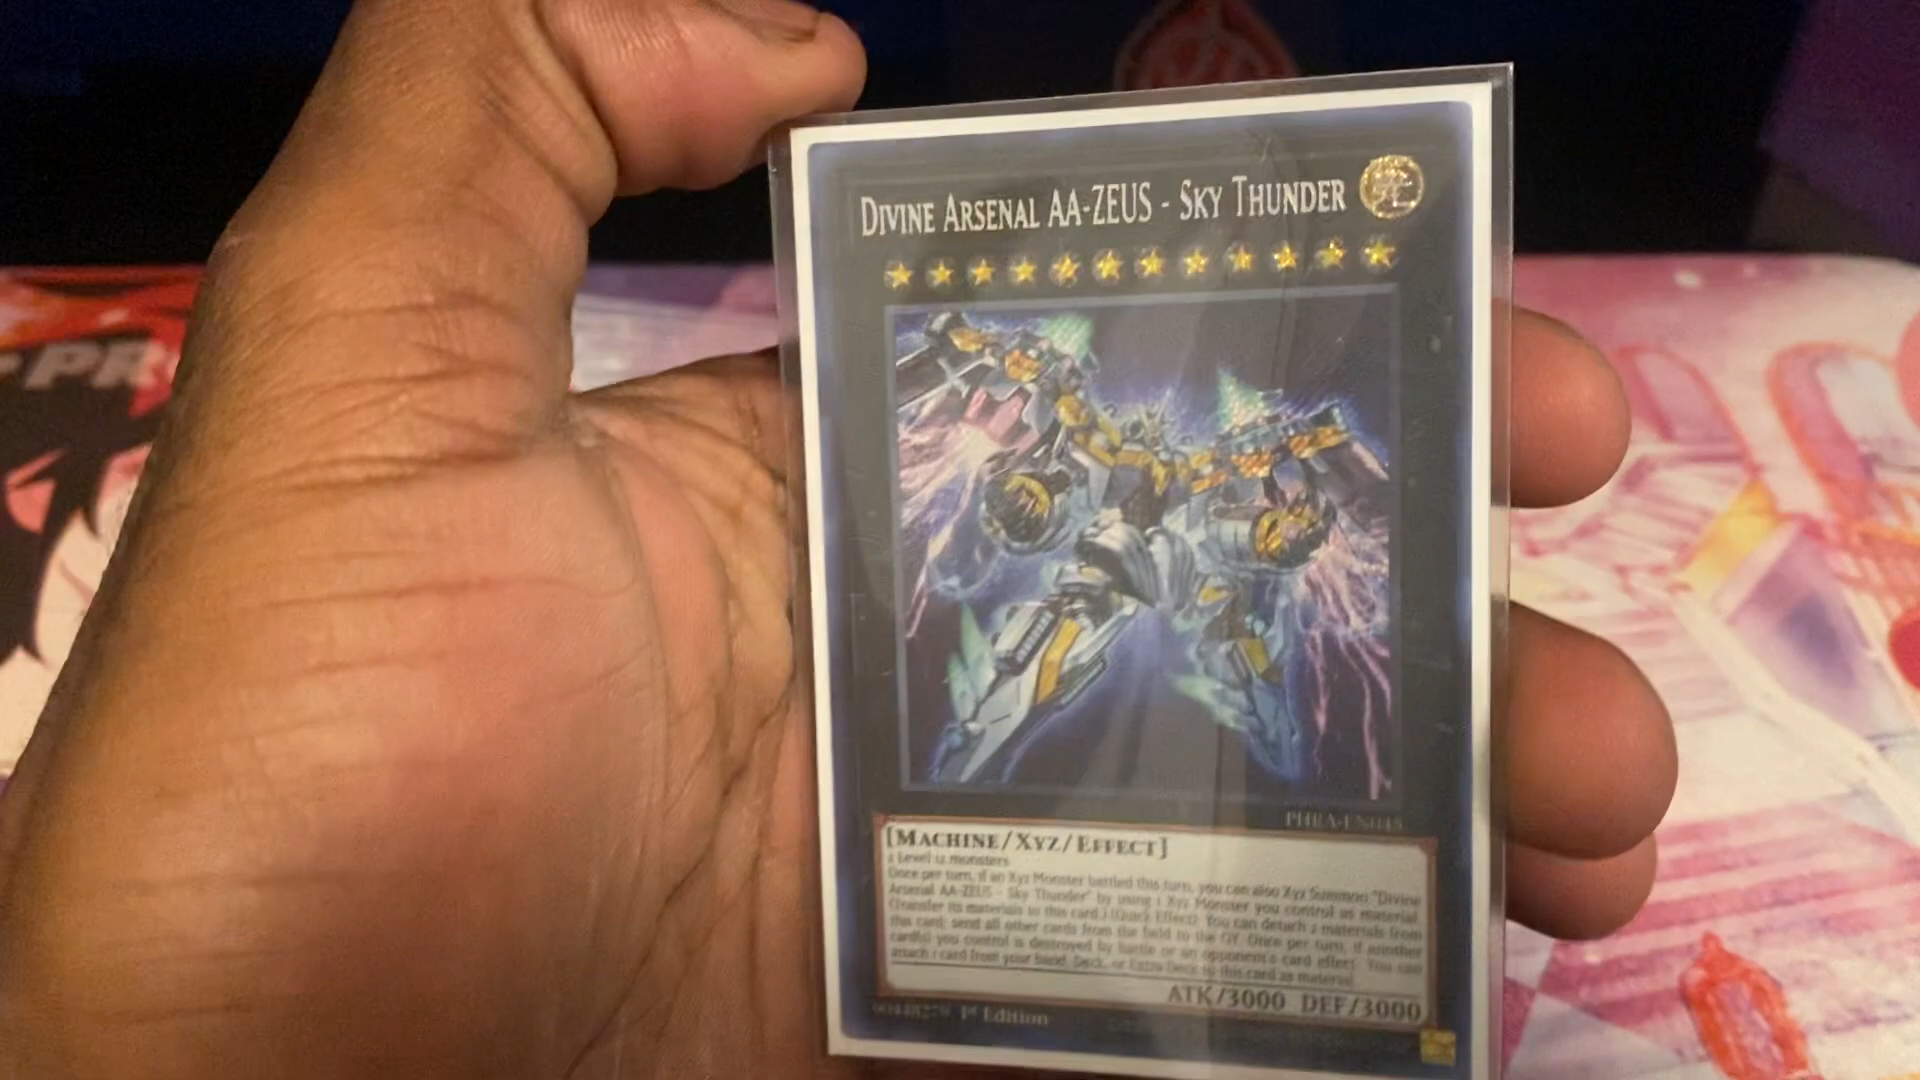 DIVINE ARSENAL AA-ZEUS - SKY THUNDER
PHRA-EN045
[MACHINE/XYZ/EFFECT]
2 Level 12 monsters
Once per turn, if an Xyz Monster battled this turn, you can also Xyz Summon "Divine
Arsenal AA-ZEUS - Sky Thunder" by using 1 Xyz Monster you control as material.
(Transfer its materials to this card.) (Quick Effect): You can detach 2 materials from
this card; send all other cards from the field to the GY. Once per turn, if another
card(s) you control is destroyed by battle or an opponent's card effect: You can
attach 1 card from your hand, Deck, or Extra Deck to this card as material.
ATK/3000 DEF/3000
90448279 1st Edition
PR